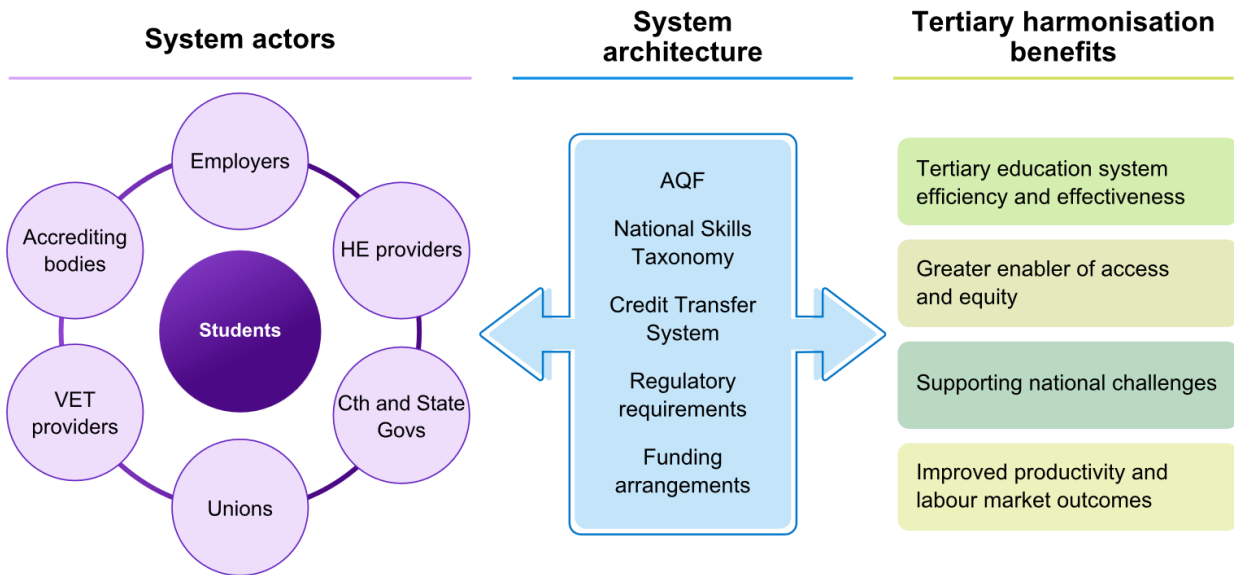 System actors
Employers
HE providers
Cth and State
Govs
Unions
VET
providers
Accrediting
bodies
Students
System
architecture
AQF
National Skills
Taxonomy
Credit Transfer
System
Regulatory
requirements
Funding
arrangements
Tertiary harmonisation
benefits
Tertiary education system
efficiency and effectiveness
Greater enabler of access
and equity
Supporting national challenges
Improved productivity and
labour market outcomes